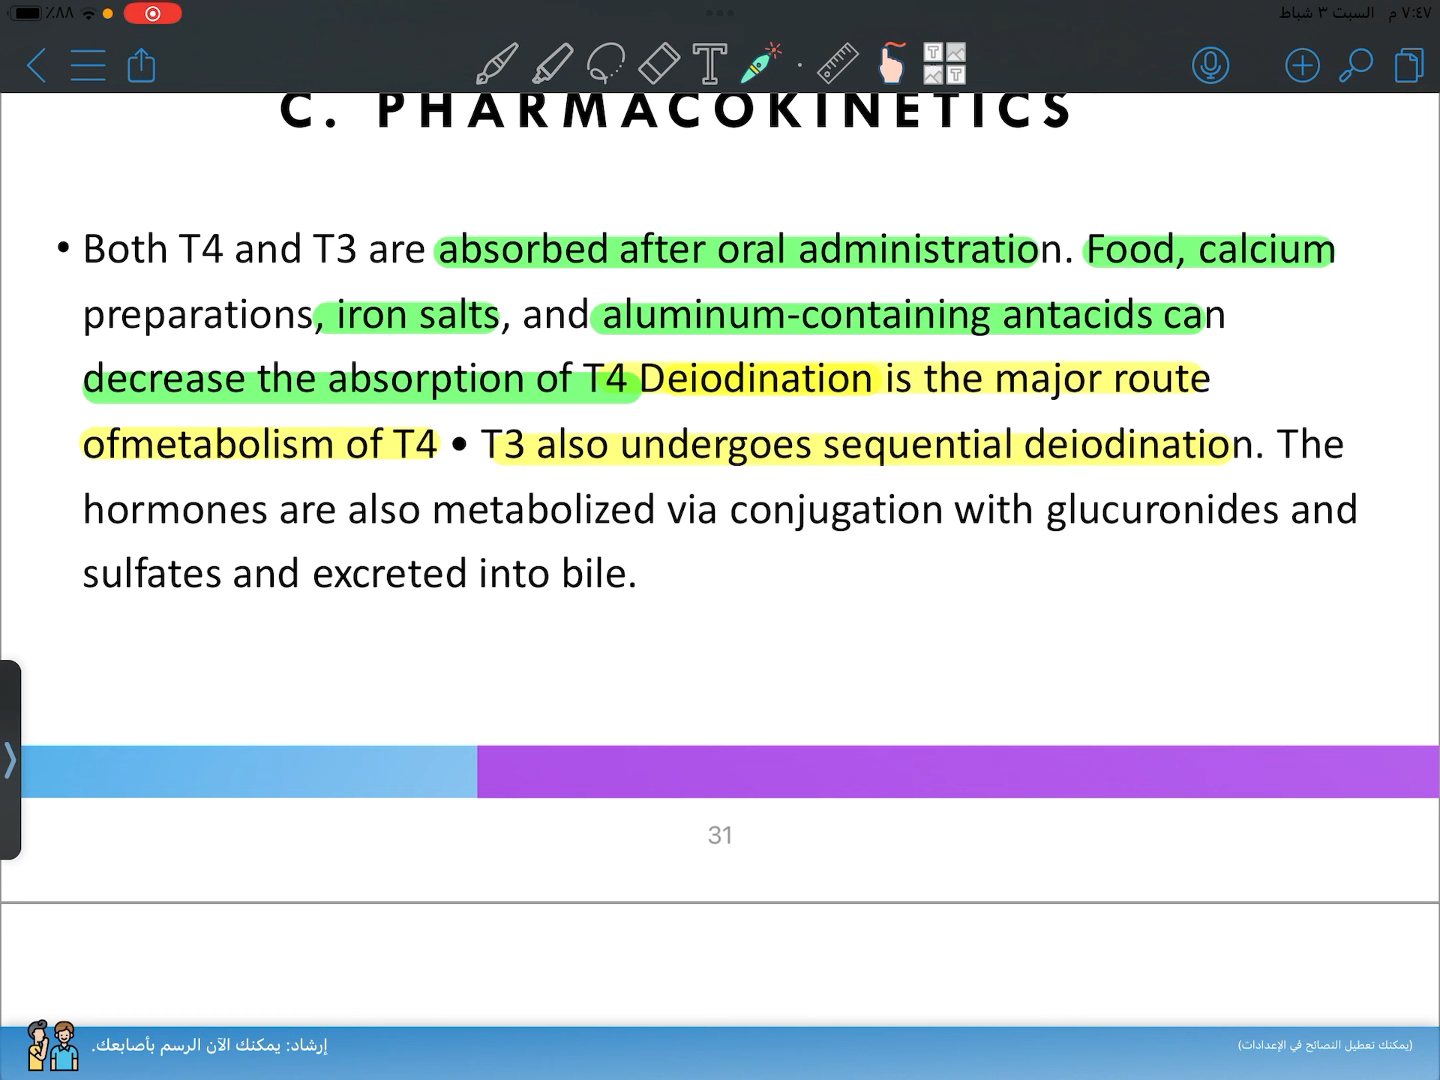 ٪٨٨
٧:٤٧ م السبت ٣ شباط
C. PHARMACOKINETICS
• Both T4 and T3 are absorbed after oral administration. Food, calcium
preparations, iron salts, and aluminum-containing antacids can
decrease the absorption of T4 Deiodination is the major route
ofmetabolism of T4 • T3 also undergoes sequential deiodination. The
hormones are also metabolized via conjugation with glucuronides and
sulfates and excreted into bile.
31
إرشاد: يمكنك الآن الرسم بأصابعك.
(يمكنك تعطيل النصائح في الإعدادات)